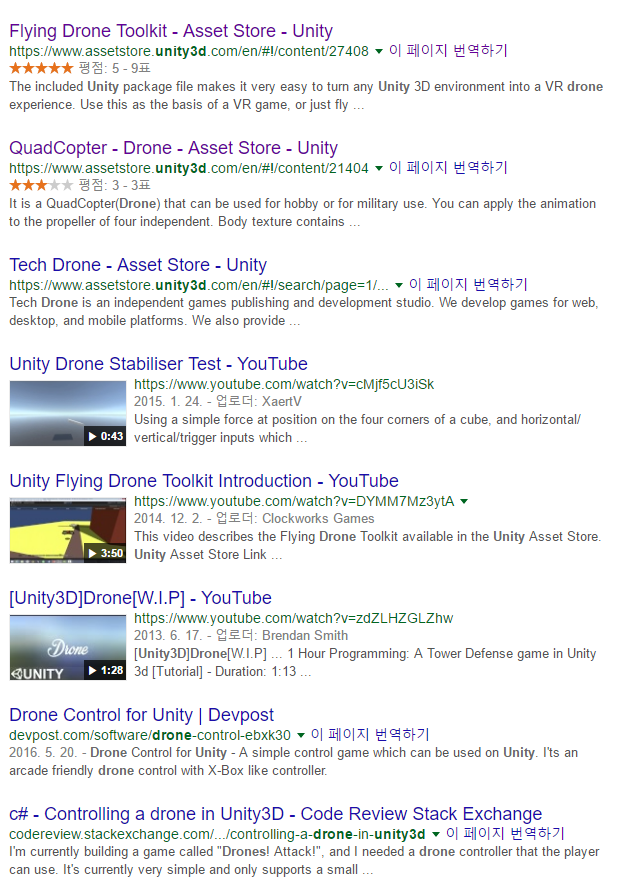 Flying Drone Toolkit - Asset Store - Unity
https://www.assetstore.unity3d.com/en/#!/content/27408 ▼ 이 페이지 번역하기
★★★★★ 평점: 5 - 9표
The included Unity package file makes it very easy to turn any Unity 3D environment into a VR drone
experience. Use this as the basis of a VR game, or just fly ...
QuadCopter - Drone - Asset Store - Unity
https://www.assetstore.unity3d.com/en/#!/content/21404 ▼ 이 페이지 번역하기
★★★★★ 평점: 3 - 3표
It is a QuadCopter(Drone) that can be used for hobby or for military use. You can apply the animation
to the propeller of four independent. Body texture contains ...
Tech Drone - Asset Store - Unity
https://www.assetstore.unity3d.com/en/#!/search/page=1/... ▼ 이 페이지 번역하기
Tech Drone is an independent games publishing and development studio. We develop games for web,
desktop, and mobile platforms. We also provide ...
Unity Drone Stabiliser Test - YouTube
https://www.youtube.com/watch?v=cMjf5cU3iSk
2015. 1. 24. - 업로더: XaertV
Using a simple force at position on the four corners of a cube, and horizontal/
vertical/trigger inputs which ...
▶ 0:43
Unity Flying Drone Toolkit Introduction - YouTube
https://www.youtube.com/watch?v=DYMM7Mz3ytA ▼
2014. 12. 2. - 업로더: Clockworks Games
This video describes the Flying Drone Toolkit available in the Unity Asset Store.
Unity Asset Store Link ...
▶ 3:50
[Unity3D]Drone[W.I.P] - YouTube
https://www.youtube.com/watch?v=zdZLHZGLZhw
2013. 6. 17. - 업로더: Brendan Smith
[Unity3D]Drone[W.I.P] ... 1 Hour Programming: A Tower Defense game in Unity
3d [Tutorial] - Duration: 1:13 ...
Drone
UNITY
▶ 1:28
Drone Control for Unity | Devpost
devpost.com/software/drone-control-ebxk30 ▼ 이 페이지 번역하기
2016. 5. 20. - Drone Control for Unity - A simple control game which can be used on Unity. I'ts an
arcade friendly drone control with X-Box like controller.
c# - Controlling a drone in Unity3D - Code Review Stack Exchange
codereview.stackexchange.com/.../controlling-a-drone-in-unity3d ▼ 이 페이지 번역하기
I'm currently building a game called "Drones! Attack!", and I needed a drone controller that the player
can use. It's currently very simple and only supports a small ...